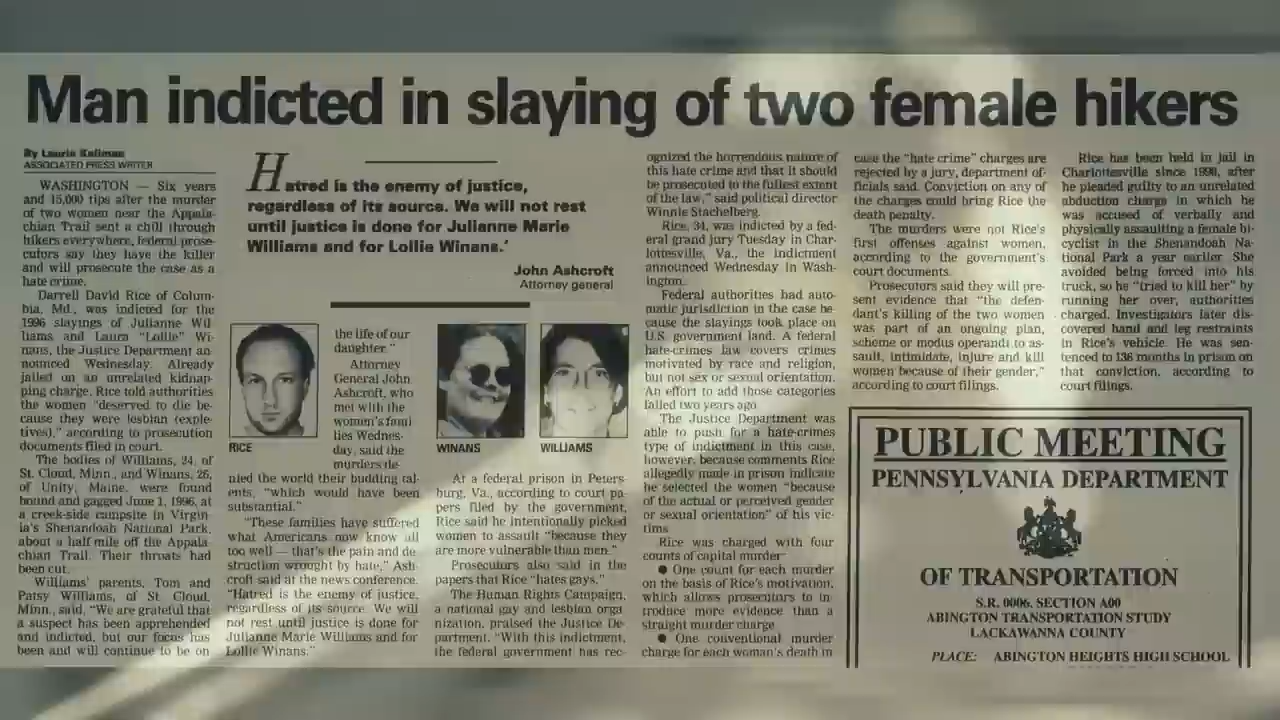 Man indicted in slaying of two female hikers
By Laurie Kellman
ASSOCIATED PRESS WRITER
WASHINGTON — Six years
and 15,000 tips after the murder
of two women near the Appala-
chian Trail sent a chill through
hikers everywhere, federal prose-
cutors say they have the killer
and will prosecute the case as a
hate crime.
Darrell David Rice of Colum-
bia, Md., was indicted for the
1996 slayings of Julianne Wil
liams and Laura "Lollie" Wi-
nans, the Justice Department an-
nounced Wednesday. Already
jailed on an unrelated kidnap-
ping charge, Rice told authorities
the women "deserved to die be-
cause they were lesbian (exple-
tives)," according to prosecution
documents filed in court.
The bodies of Williams, 24, of
St. Cloud, Minn., and Winans, 26,
of Unity, Maine, were found
bound and gagged June 1, 1996, at
a creek-side campsite in Virgin-
ia's Shenandoah National Park,
about a half mile off the Appala-
chian Trail. Their throats had
been cut.
Williams' parents, Tom and
Patsy Williams, of St. Cloud,
Minn., said, "We are grateful that
a suspect has been apprehended
and indicted, but our focus has
been and will continue to be on
Hatred is the enemy of justice,
regardless of its source. We will not rest
until justice is done for Julianne Marie
Williams and for Lollie Winans.'
John Ashcroft
Attorney general
RICE
the life of our
daughter."
Attorney
General John
Ashcroft, who
met with the
women's fami
lies Wednes-
day, said the
murders de-
WINANS
WILLIAMS
nied the world their budding tal-
ents, "which would have been
substantial."
"These families have suffered
what Americans now know all
too well — that's the pain and de
struction wrought by hate," Ash-
croft said at the news conference.
"Hatred is the enemy of justice,
regardless of its source. We will
not rest until justice is done for
Julianne Marie Williams and for
Lollie Winans."
At a federal prison in Peters-
burg, Va., according to court pa-
pers filed by the government,
Rice said he intentionally picked
women to assault "because they
are more vulnerable than men."
Prosecutors also said in the
papers that Rice "hates gays."
The Human Rights Campaign,
a national gay and lesbian orga
nization, praised the Justice De-
partment. "With this indictment,
the federal government has rec-
ognized the horrendous nature of
this hate crime and that it should
be prosecuted to the fullest extent
of the law," said political director
Winnie Stachelberg.
Rice, 34, was indicted by a fed-
eral grand jury Tuesday in Char-
lottesville, Va., the indictment
announced Wednesday in Wash-
ington.
Federal authorities had auto-
matic jurisdiction in the case be-
cause the slayings took place on
U.S. government land. A federal
hate-crimes law covers crimes
motivated by race and religion,
but not sex or sexual orientation.
An effort to add those categories
failed two years ago
The Justice Department was
able to push for a hate-crimes
type of indictment in this case,
however, because comments Rice
allegedly made in prison indicate
he selected the women "because
of the actual or perceived gender
or sexual orientation" of his vic-
tims.
Rice was charged with four
counts of capital murder
● One count for each murder
on the basis of Rice's motivation,
which allows prosecutors to in-
troduce more evidence than a
straight murder charge.
● One conventional murder
charge for each woman's death in
case the "hate crime" charges are
rejected by a jury, department of-
ficials said. Conviction on any of
the charges could bring Rice the
death penalty.
The murders were not Rice's
first offenses against women,
according to the government's
court documents.
Prosecutors said they will pre-
sent evidence that "the defen-
dant's killing of the two women
was part of an ongoing plan,
scheme or modus operandi to as-
sault, intimidate, injure and kill
women because of their gender,"
according to court filings.
Rice has been held in jail in
Charlottesville since 1998, after
he pleaded guilty to an unrelated
abduction charge in which he
was accused of verbally and
physically assaulting a female bi-
cyclist in the Shenandoah Na-
tional Park a year earlier. She
avoided being forced into his
truck, so he "tried to kill her" by
running her over, authorities
charged. Investigators later dis-
covered hand and leg restraints
in Rice's vehicle. He was sen-
tenced to 136 months in prison on
that conviction, according to
court filings.
PUBLIC MEETING
PENNSYLVANIA DEPARTMENT
OF TRANSPORTATION
S.R. 0006, SECTION A00
ABINGTON TRANSPORTATION STUDY
LACKAWANNA COUNTY
PLACE: ABINGTON HEIGHTS HIGH SCHOOL